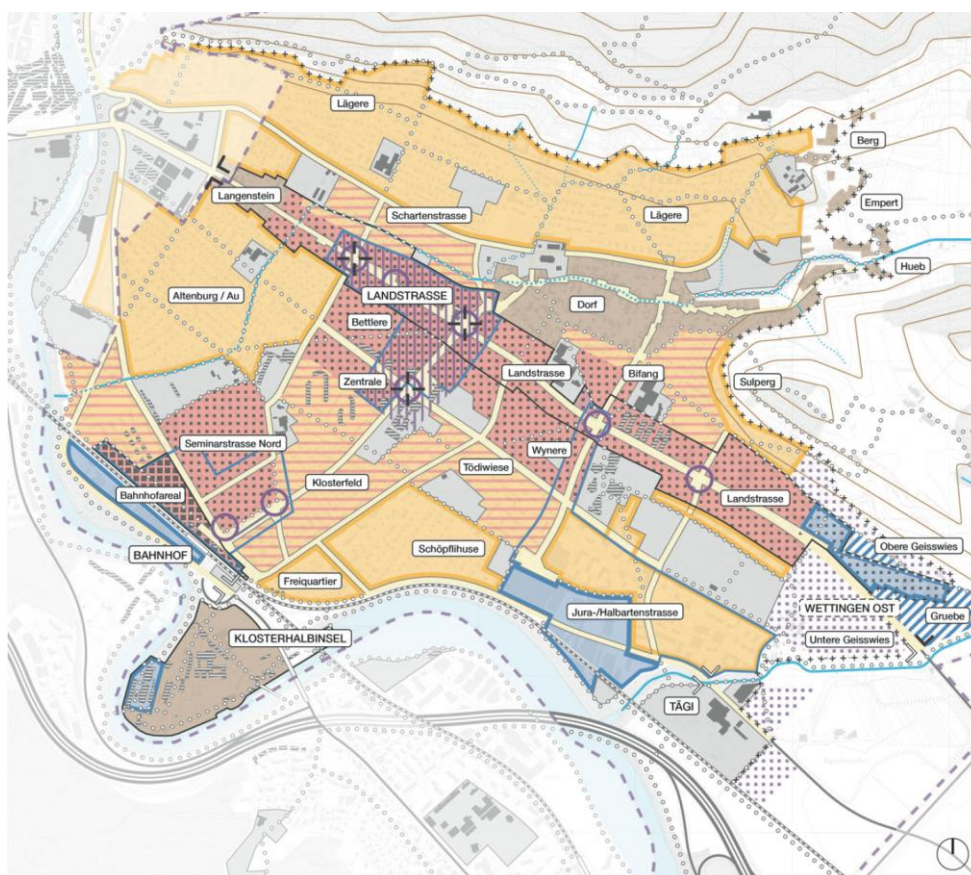 Lägere
Berg
Langenstein
Empert
Schartenstrasse
Lägere
Hueb
Altenburg / Au
LANDSTRASSE
Dorf
Bettlere
Landstrasse
Bifang
Zentrale
Sulperg
Seminarstrasse Nord
Wynere
Tödiwiese
Klosterfeld
Bahnhofareal
Landstrasse
Obere Geisswies
BAHNHOF
Schöpflihuse
Freiquartier
WETTINGEN OST
Jura-/Halbartenstrasse
Gruebe
KLOSTERHALBINSEL
Untere Geisswies
TÄGI